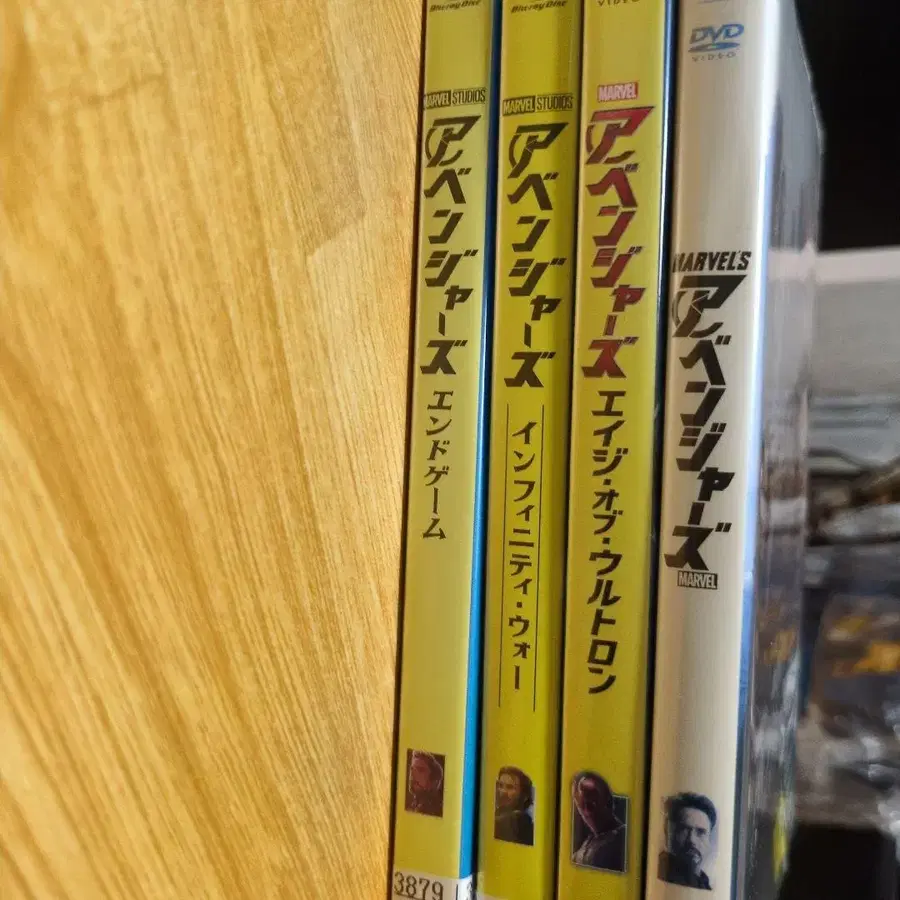 Blu-ray Disc
MARVEL STUDIOS
アベンジャーズ
エンドゲーム
3879
Blu-ray Disc
MARVEL STUDIOS
アベンジャーズ
インフィニティ・ウォー
VIDEO
MARVEL
アベンジャーズ
エイジ・オブ・ウルトロン
DVD
VIDEO
MARVEL'S
アベンジャーズ
MARVEL